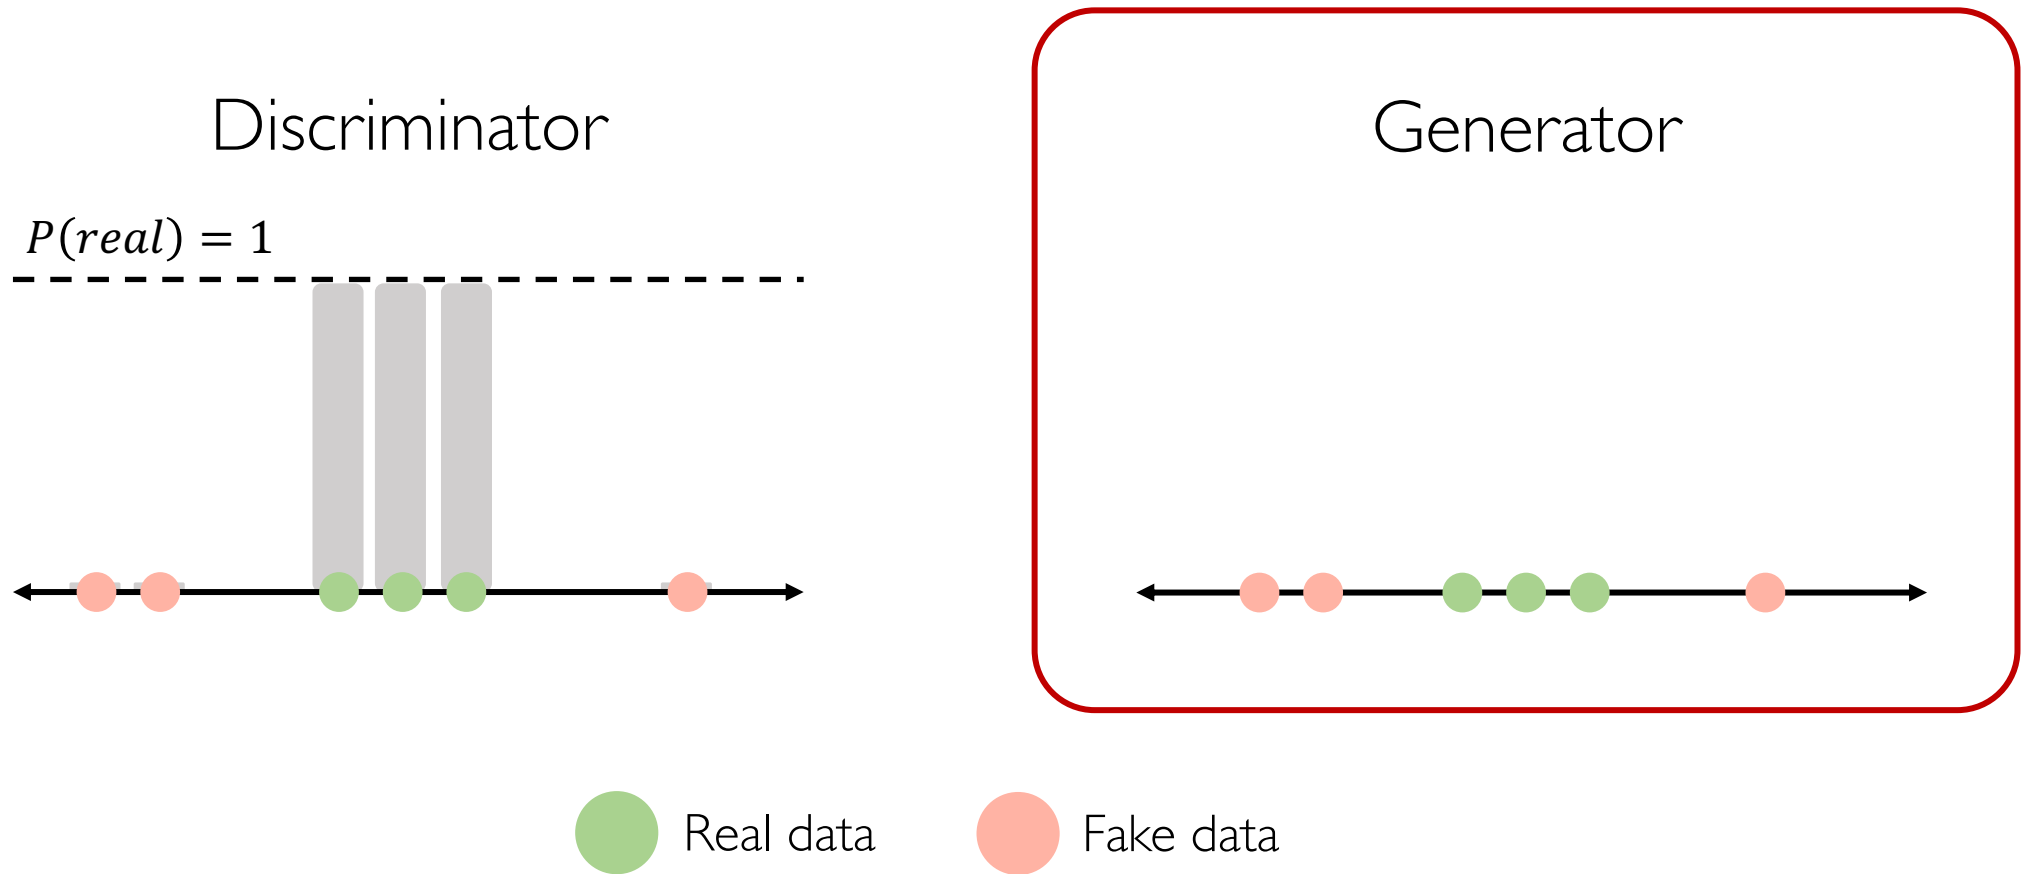 Discriminator
Generator
P(real) = 1
Real data
Fake data